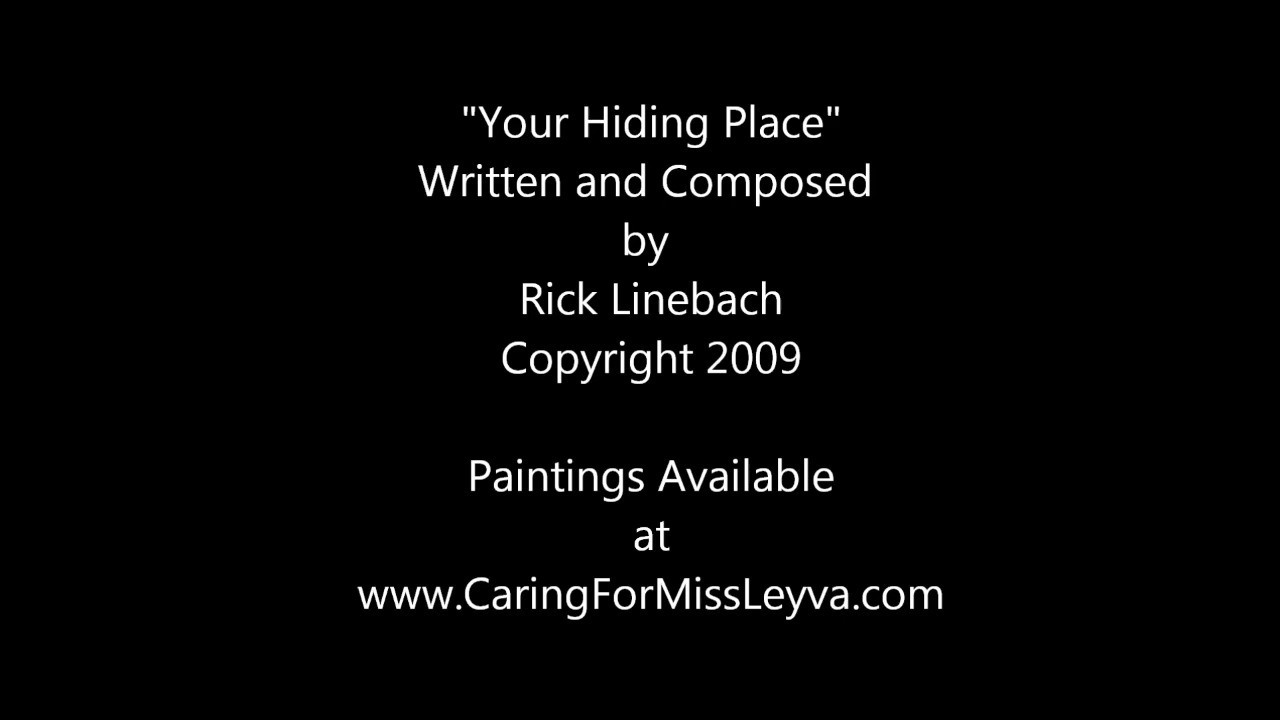 "Your Hiding Place"
Written and Composed
by
Rick Linebach
Copyright 2009
Paintings Available
at
www.CaringForMissLeyva.com